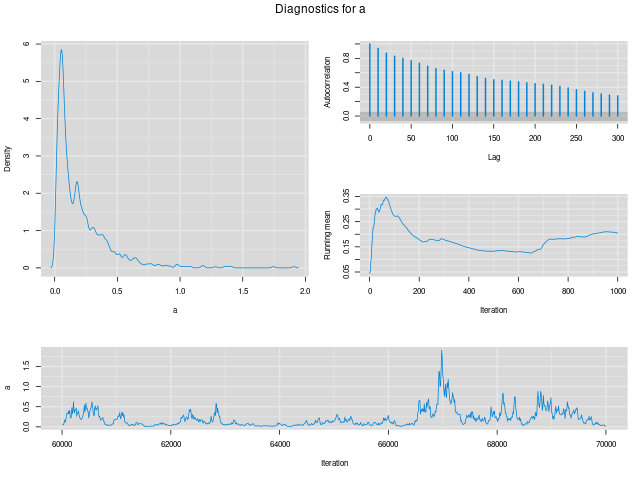 Diagnostics for a
Density
0 1 2 3 4 5 6
0.0 0.5 1.0 1.5 2.0
a
Autocorrelation
0.0 0.4 0.8
0 50 100 150 200 250 300
Lag
Running mean
0.05 0.15 0.25 0.35
0 200 400 600 800 1000
Iteration
a
0.0 0.5 1.0 1.5
60000 62000 64000 66000 68000 70000
Iteration